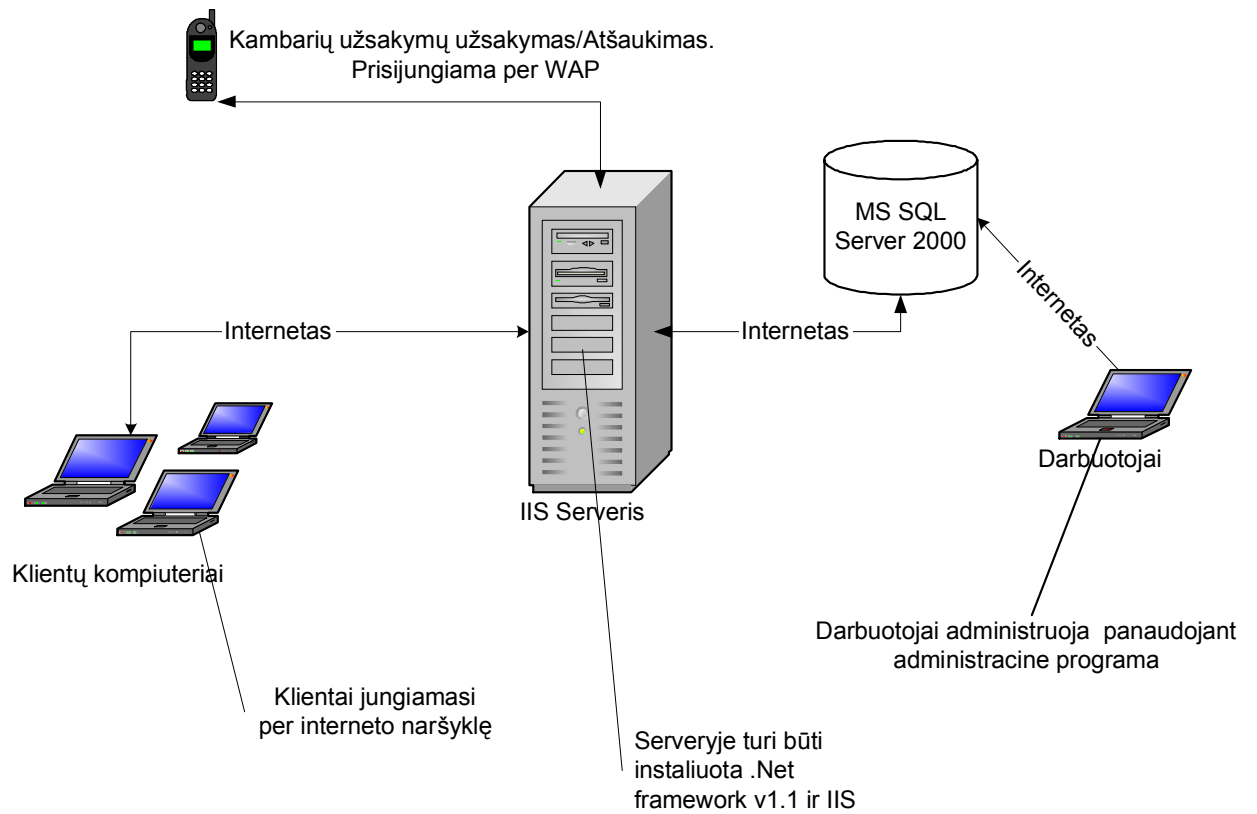 Kambarių užsakymų užsakymas/Atšaukimas.
Prisijungiama per WAP
MS SQL
Server 2000
Internetas
Internetas
Internetas
Darbuotojai
IIS Serveris
Klientų kompiuteriai
Darbuotojai administruoja panaudojant
administracine programa
Klientai jungiamasi
per interneto naršyklę
Serveryje turi būti
instaliuota .Net
framework v1.1 ir IIS